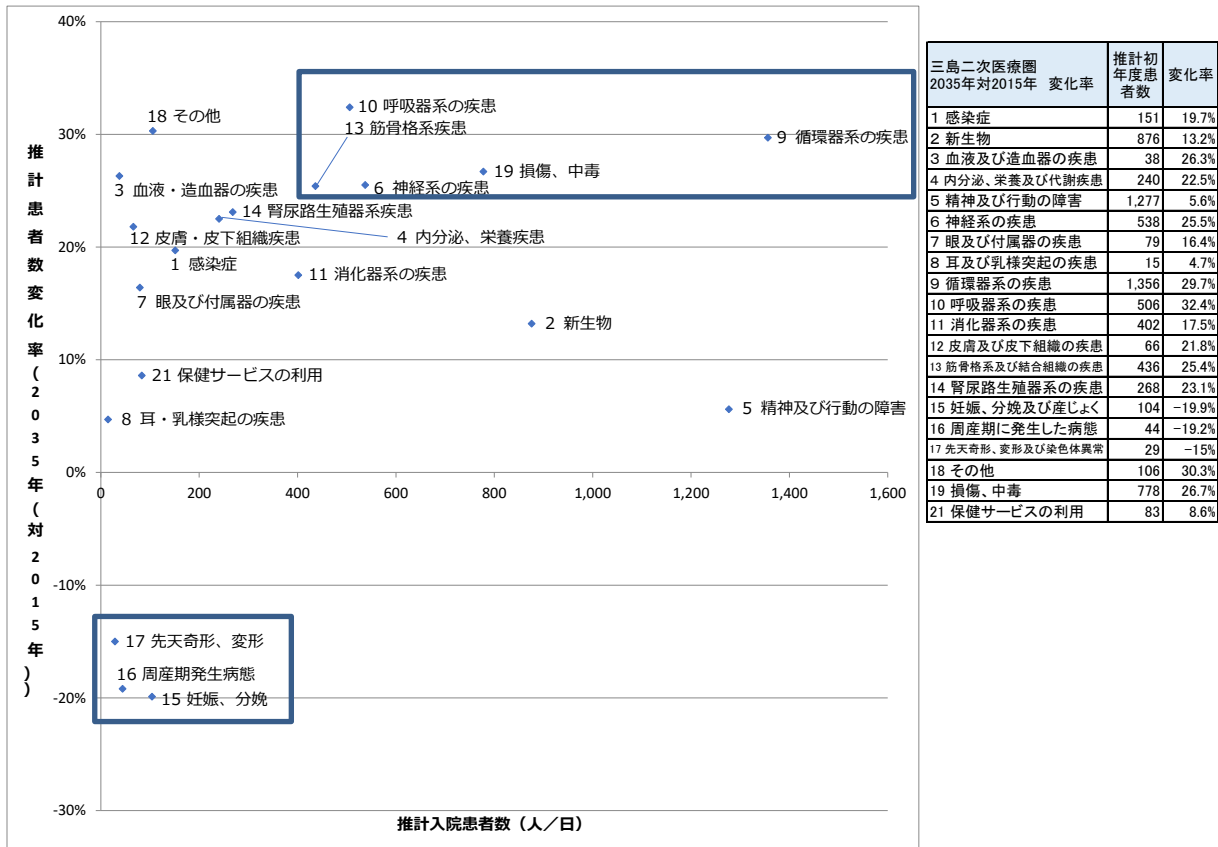 40%
30%
20%
10%
0%
-10%
-20%
-30%
0
200
400
600
800
1,000
1,200
1,400
1,600
推計患者数変化率(2035年(対2015年))
推計入院患者数（人／日）
18 その他
10 呼吸器系の疾患
13 筋骨格系疾患
9 循環器系の疾患
19 損傷、中毒
6 神経系の疾患
3 血液・造血器の疾患
14 腎尿路生殖器系疾患
12 皮膚・皮下組織疾患
4 内分泌、栄養疾患
1 感染症
11 消化器系の疾患
7 眼及び付属器の疾患
2 新生物
21 保健サービスの利用
5 精神及び行動の障害
8 耳・乳様突起の疾患
17 先天奇形、変形
16 周産期発生病態
15 妊娠、分娩
三島二次医療圏
2035年対2015年 変化率
推計初
年度患
者数
変化率
1 感染症 151 19.7%
2 新生物 876 13.2%
3 血液及び造血器の疾患 38 26.3%
4 内分泌、栄養及び代謝疾患 240 22.5%
5 精神及び行動の障害 1,277 5.6%
6 神経系の疾患 538 25.5%
7 眼及び付属器の疾患 79 16.4%
8 耳及び乳様突起の疾患 15 4.7%
9 循環器系の疾患 1,356 29.7%
10 呼吸器系の疾患 506 32.4%
11 消化器系の疾患 402 17.5%
12 皮膚及び皮下組織の疾患 66 21.8%
13 筋骨格系及び結合組織の疾患 436 25.4%
14 腎尿路生殖器系の疾患 268 23.1%
15 妊娠、分娩及び産じょく 104 -19.9%
16 周産期に発生した病態 44 -19.2%
17 先天奇形、変形及び染色体異常 29 -15%
18 その他 106 30.3%
19 損傷、中毒 778 26.7%
21 保健サービスの利用 83 8.6%